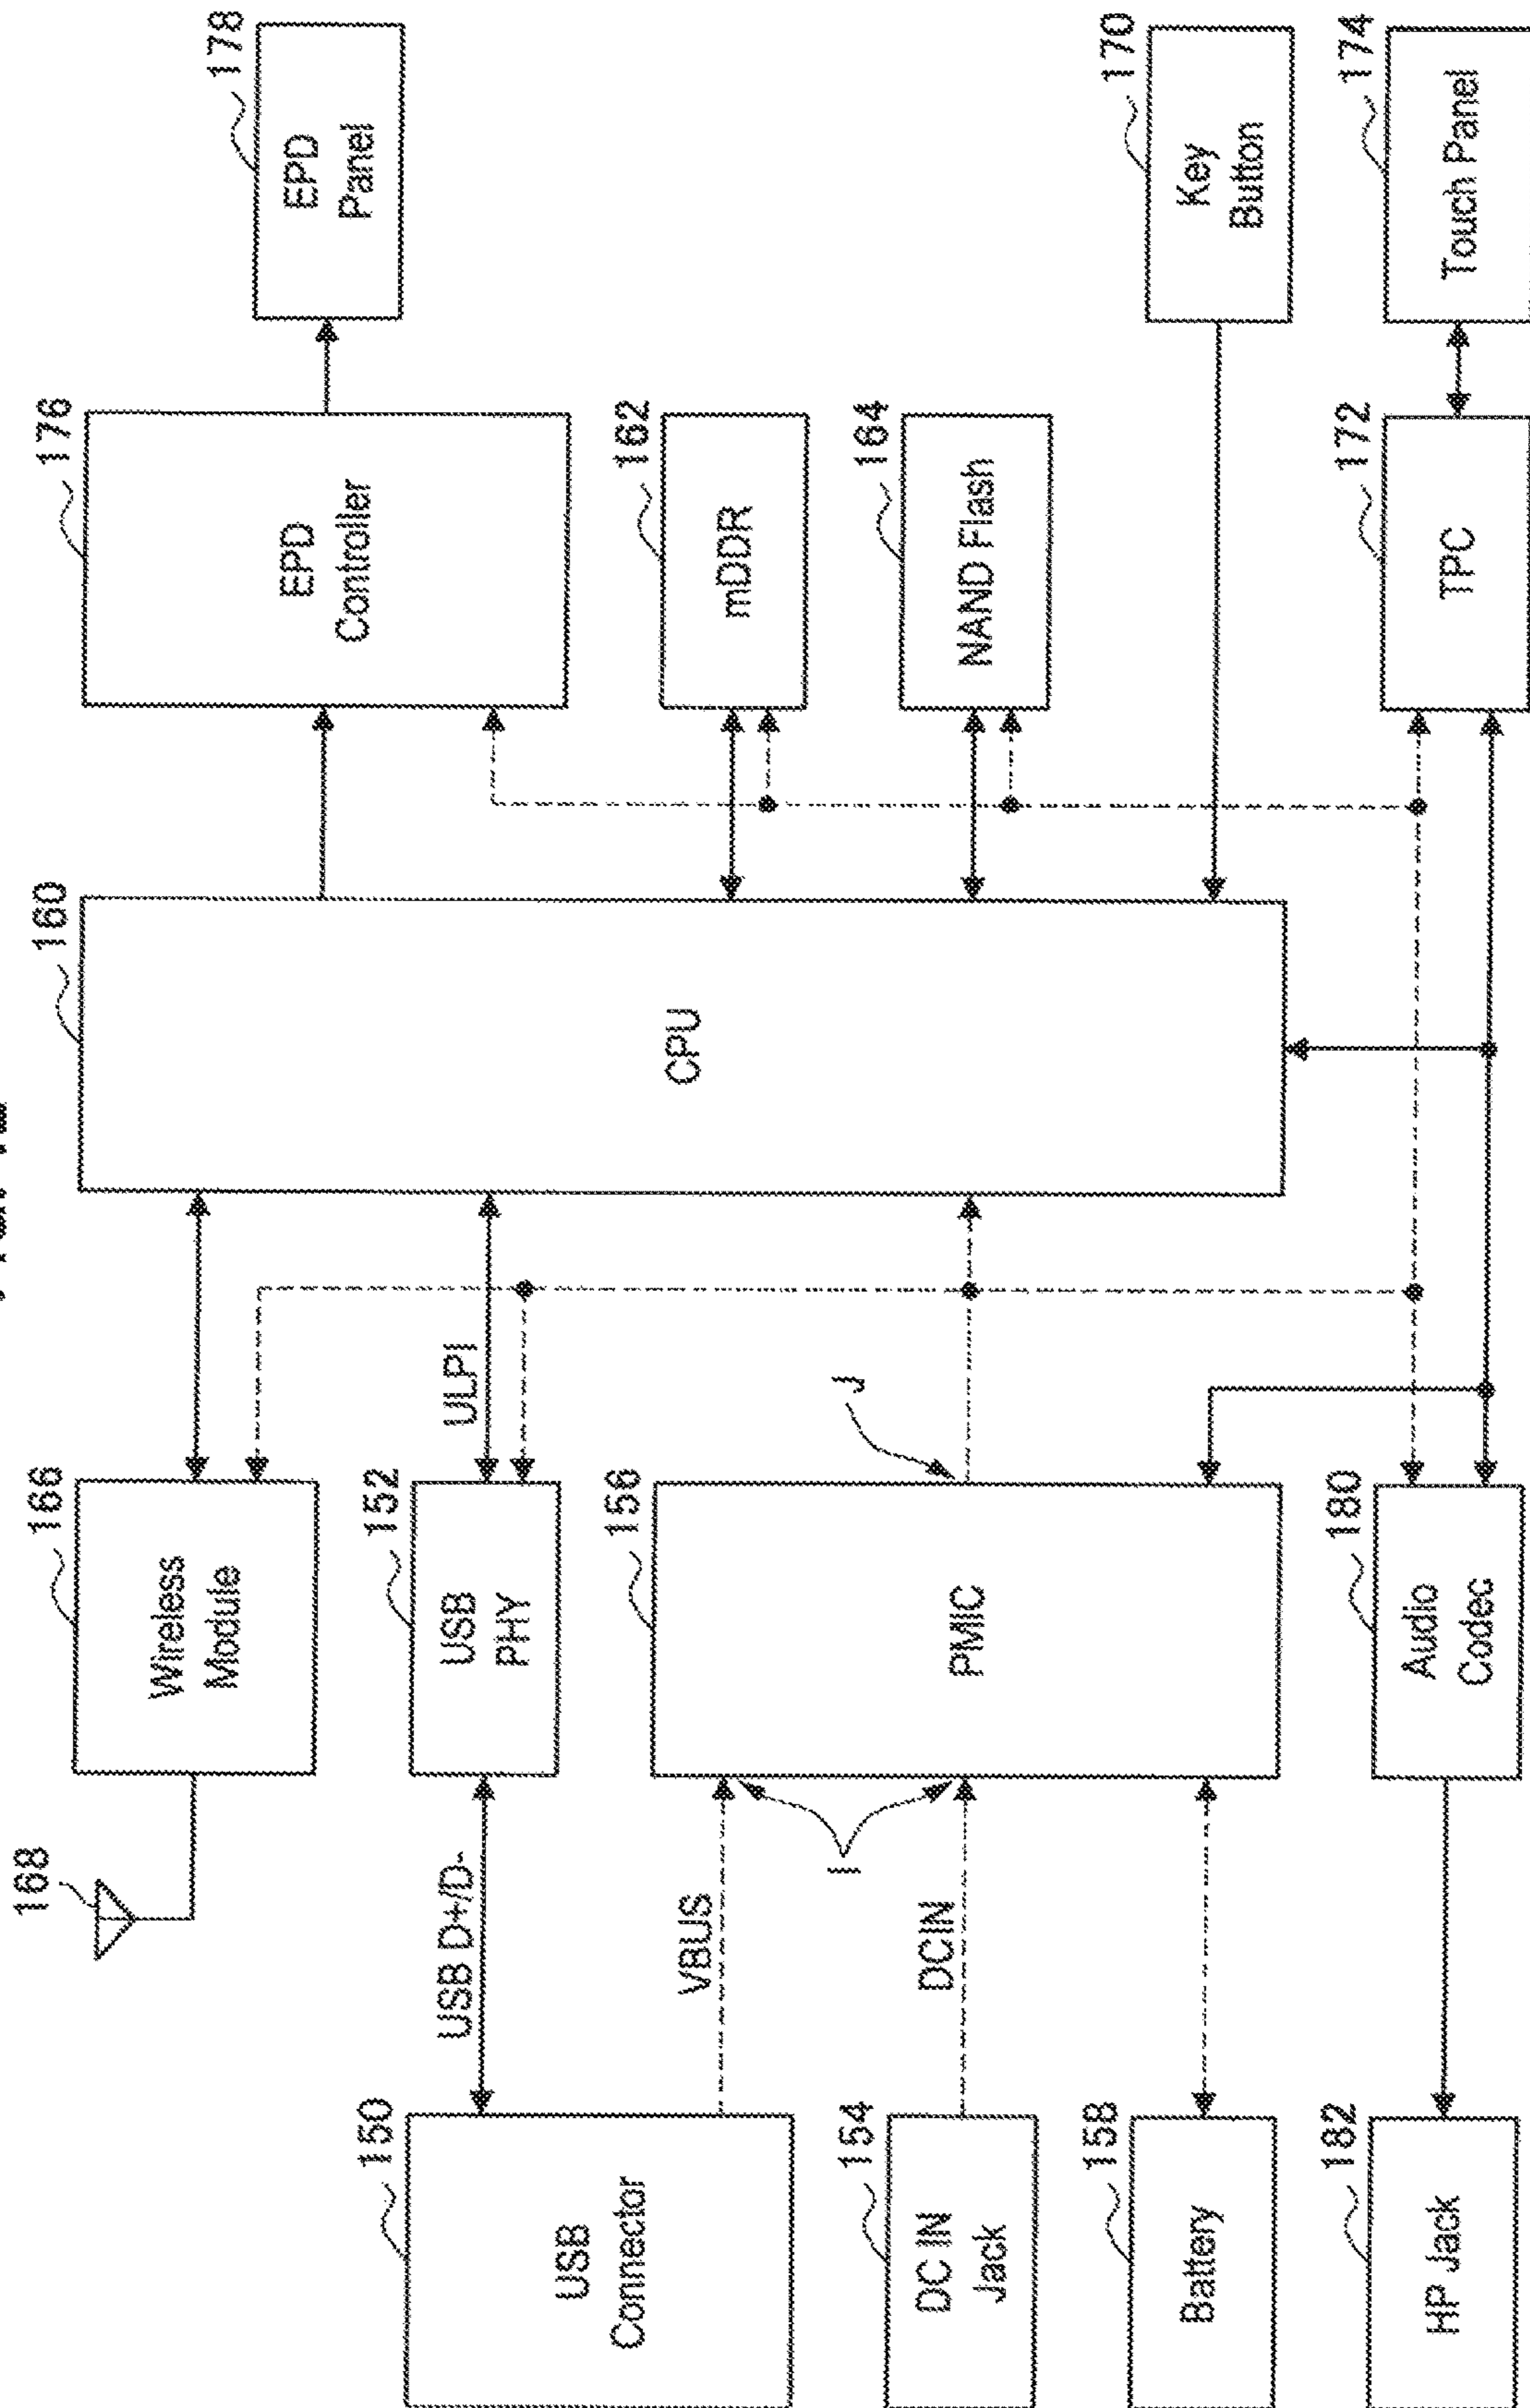 168
166
Wireless
Module
160
CPU
176
EPD
Controller
178
EPD
Panel
150
USB
Connector
USB D+/D-
152
USB
PHY
ULPI
162
mDDR
VBUS
156
PMIC
I
J
154
DC IN
Jack
DCIN
164
NAND Flash
158
Battery
170
Key
Button
182
HP Jack
180
Audio
Codec
172
TPC
174
Touch Panel